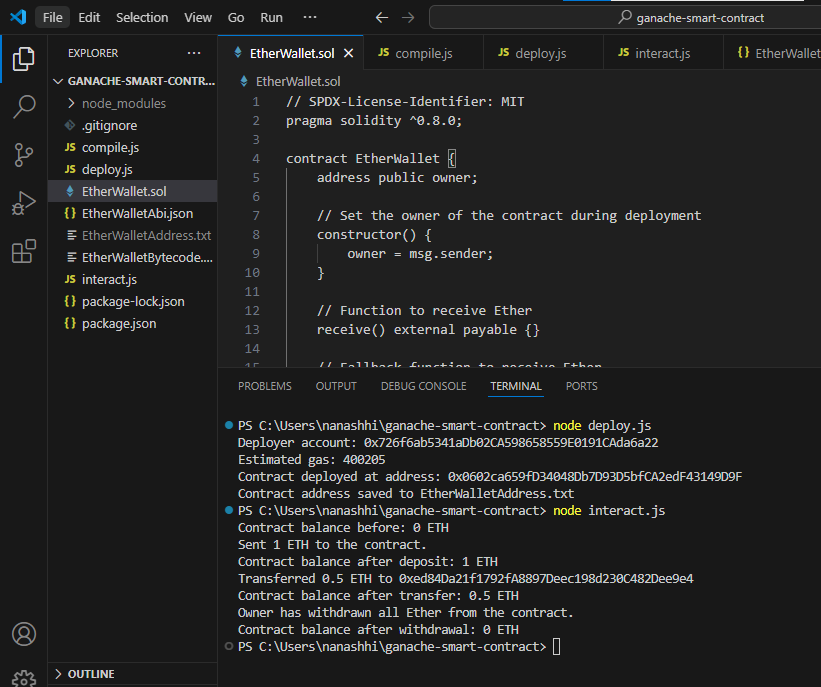 File Edit Selection View Go Run ··· ganache-smart-contract
EXPLORER ···
GANACHE-SMART-CONTR...
node_modules
.gitignore
JS compile.js
JS deploy.js
EtherWallet.sol
{} EtherWalletAbi.json
EtherWalletAddress.txt
EtherWalletBytecode....
JS interact.js
{} package-lock.json
{} package.json
OUTLINE
EtherWallet.sol JS compile.js JS deploy.js JS interact.js {} EtherWallet
EtherWallet.sol
1 // SPDX-License-Identifier: MIT
2 pragma solidity ^0.8.0;
3
4 contract EtherWallet {
5 address public owner;
6
7 // Set the owner of the contract during deployment
8 constructor() {
9 owner = msg.sender;
10 }
11
12 // Function to receive Ether
13 receive() external payable {}
14
15 // Fallback function to receive Ether
PROBLEMS OUTPUT DEBUG CONSOLE TERMINAL PORTS
PS C:\Users\nanashhi\ganache-smart-contract> node deploy.js
Deployer account: 0x726f6ab5341aDb02CA598658559E0191CAda6a22
Estimated gas: 400205
Contract deployed at address: 0x0602ca659fD34048Db7D93D5bfCA2edF43149D9F
Contract address saved to EtherWalletAddress.txt
PS C:\Users\nanashhi\ganache-smart-contract> node interact.js
Contract balance before: 0 ETH
Sent 1 ETH to the contract.
Contract balance after deposit: 1 ETH
Transferred 0.5 ETH to 0xed84Da21f1792fA8897Deec198d230C482Dee9e4
Contract balance after transfer: 0.5 ETH
Owner has withdrawn all Ether from the contract.
Contract balance after withdrawal: 0 ETH
PS C:\Users\nanashhi\ganache-smart-contract>